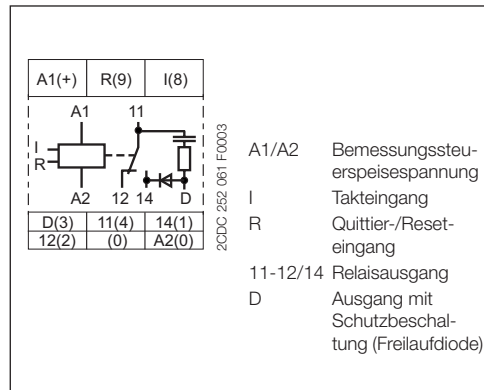 A1(+) R(9) I(8)
A1 11
I
R
A2 12 14 D
D(3) 11(4) 14(1)
12(2) (0) A2(0)
2CDC 252 061 F0003
A1/A2 Bemessungssteu-
erspeisespannung
I Takteingang
R Quittier-/Reset-
eingang
11-12/14 Relaisausgang
D Ausgang mit
Schutzbeschal-
tung (Freilaufdiode)